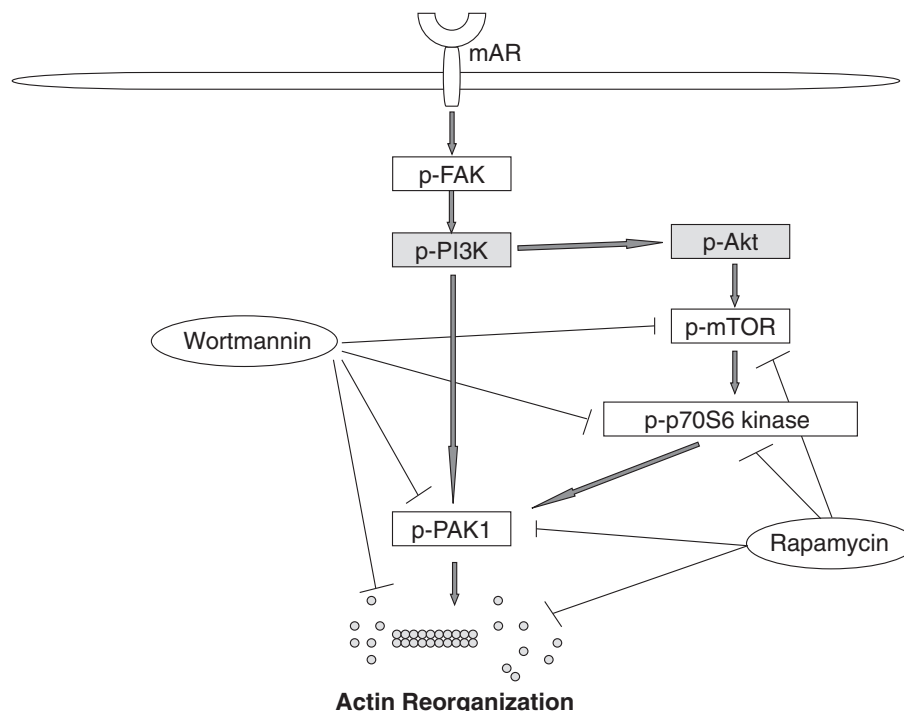 mAR
p-FAK
p-PI3K
p-Akt
Wortmannin
p-mTOR
p-p70S6 kinase
p-PAK1
Rapamycin
Actin Reorganization